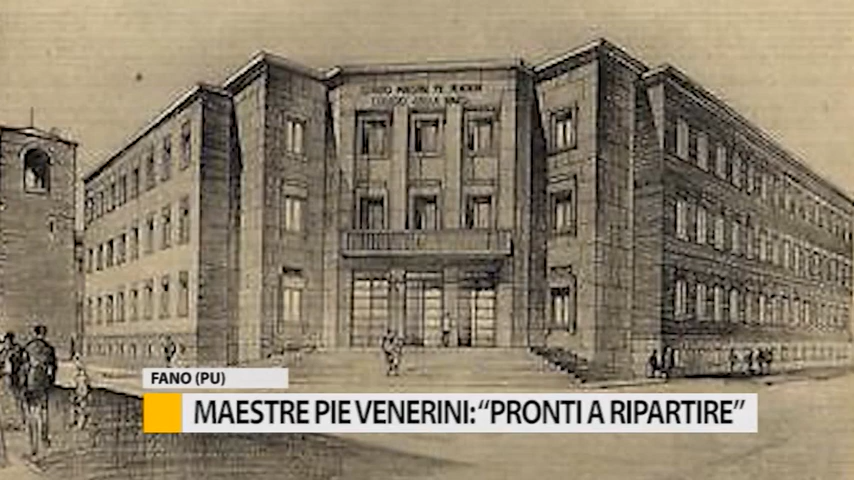 FANO (PU)
MAESTRE PIE VENERINI: “PRONTI A RIPARTIRE”